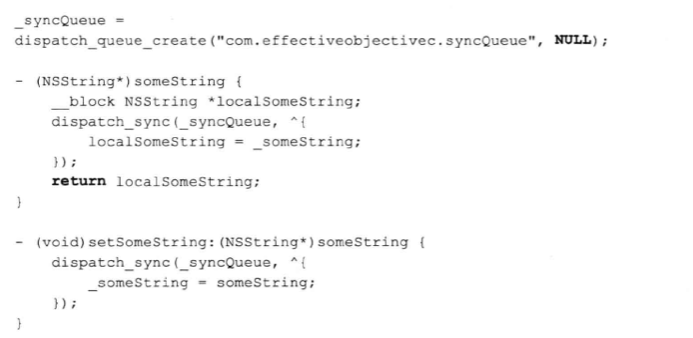 _syncQueue =
dispatch_queue_create("com.effectiveobjectivec.syncQueue", NULL);
- (NSString*)someString {
__block NSString *localSomeString;
dispatch_sync(_syncQueue, ^{
localSomeString = _someString;
});
return localSomeString;
}
- (void)setSomeString:(NSString*)someString {
dispatch_sync(_syncQueue, ^{
_someString = someString;
});
}